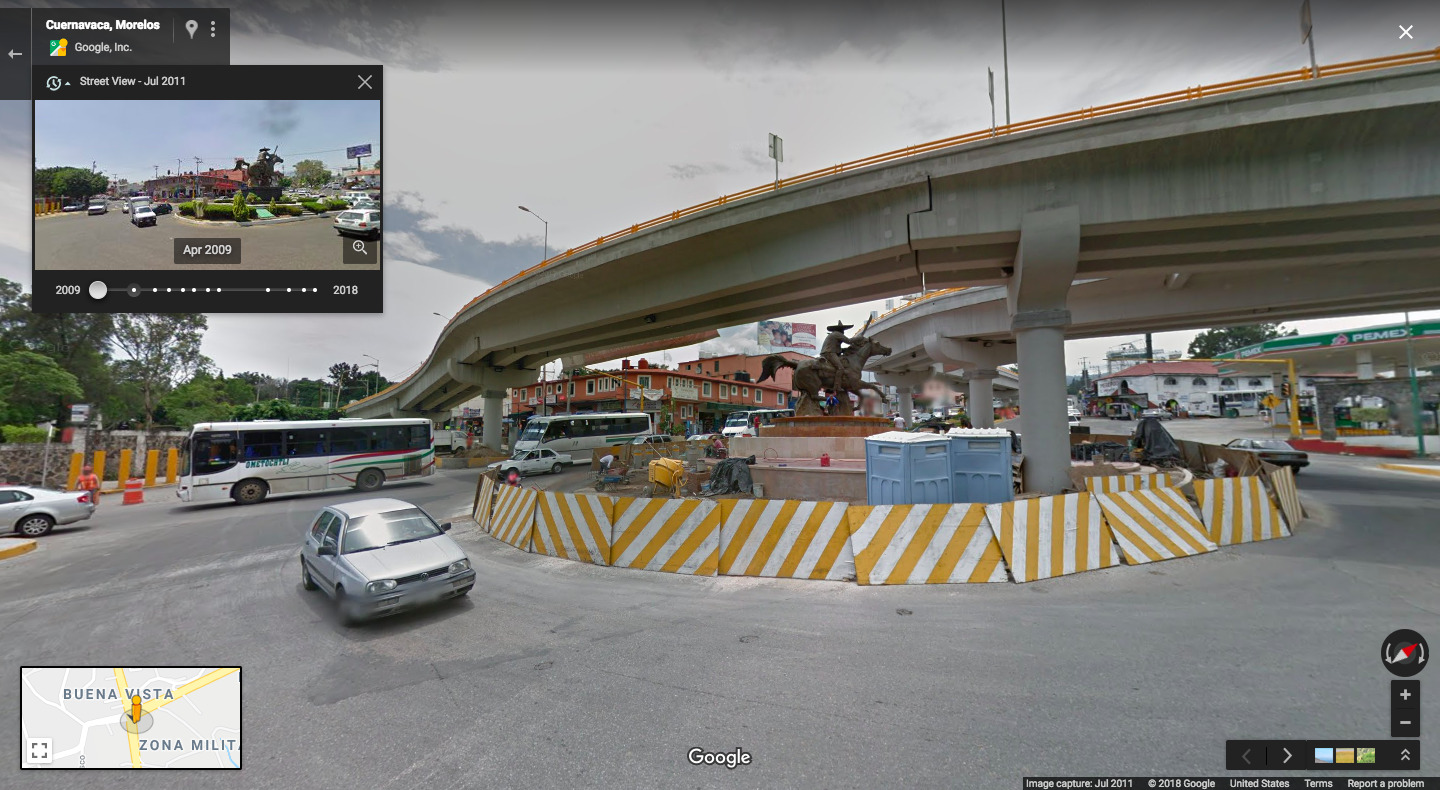 Cuernavaca, Morelos
Google, Inc.
Street View - Jul 2011
Apr 2009
2009
2018
PEMEX
OMETOCHTLI
BUENA VISTA
ZONA MILITA
Google
Image capture: Jul 2011 © 2018 Google United States Terms Report a problem